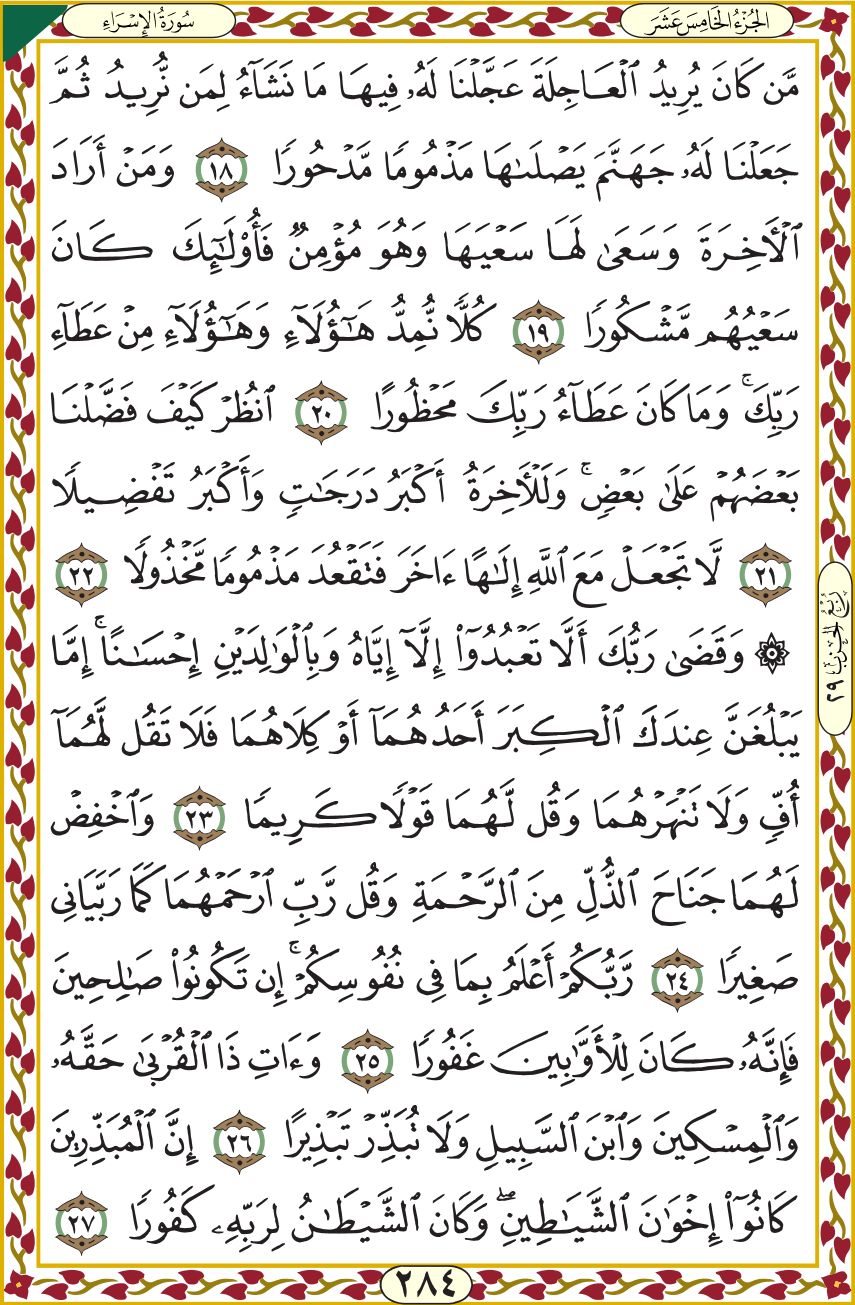 سُورَةُ الإِسْرَاءِ
الجُزْءُ الخَامِسَ عَشَرَ
مَّن كَانَ يُرِيدُ ٱلْعَاجِلَةَ عَجَّلْنَا لَهُۥ فِيهَا مَا نَشَآءُ لِمَن نُّرِيدُ ثُمَّ
جَعَلْنَا لَهُۥ جَهَنَّمَ يَصْلَىٰهَا مَذْمُومًا مَّدْحُورًا ١٨ وَمَنْ أَرَادَ
ٱلْأَخِرَةَ وَسَعَىٰ لَهَا سَعْيَهَا وَهُوَ مُؤْمِنٌ فَأُوْلَٰٓئِكَ كَانَ
سَعْيُهُم مَّشْكُورًا ١٩ كُلًّا نُّمِدُّ هَٰٓؤُلَآءِ وَهَٰٓؤُلَآءِ مِنْ عَطَآءِ
رَبِّكَۚ وَمَا كَانَ عَطَآءُ رَبِّكَ مَحْظُورًا ٢٠ ٱنظُرْ كَيْفَ فَضَّلْنَا
بَعْضَهُمْ عَلَىٰ بَعْضٍۚ وَلَلْأَخِرَةُ أَكْبَرُ دَرَجَٰتٍ وَأَكْبَرُ تَفْضِيلًا
٢١ لَّا تَجْعَلْ مَعَ ٱللَّهِ إِلَٰهًا ءَاخَرَ فَتَقْعُدَ مَذْمُومًا مَّخْذُولًا ٢٢
۞ وَقَضَىٰ رَبُّكَ أَلَّا تَعْبُدُوٓا۟ إِلَّآ إِيَّاهُ وَبِٱلْوَٰلِدَيْنِ إِحْسَٰنًاۚ إِمَّا
يَبْلُغَنَّ عِندَكَ ٱلْكِبَرَ أَحَدُهُمَآ أَوْ كِلَاهُمَا فَلَا تَقُل لَّهُمَآ
أُفٍّ وَلَا تَنْهَرْهُمَا وَقُل لَّهُمَا قَوْلًا كَرِيمًا ٢٣ وَٱخْفِضْ
لَهُمَا جَنَاحَ ٱلذُّلِّ مِنَ ٱلرَّحْمَةِ وَقُل رَّبِّ ٱرْحَمْهُمَا كَمَا رَبَّيَانِى
صَغِيرًا ٢٤ رَّبُّكُمْ أَعْلَمُ بِمَا فِى نُفُوسِكُمْۚ إِن تَكُونُوا۟ صَٰلِحِينَ
فَإِنَّهُۥ كَانَ لِلْأَوَّٰبِينَ غَفُورًا ٢٥ وَءَاتِ ذَا ٱلْقُرْبَىٰ حَقَّهُۥ
وَٱلْمِسْكِينَ وَٱبْنَ ٱلسَّبِيلِ وَلَا تُبَذِّرْ تَبْذِيرًا ٢٦ إِنَّ ٱلْمُبَذِّرِينَ
كَانُوٓا۟ إِخْوَٰنَ ٱلشَّيَٰطِينِۖ وَكَانَ ٱلشَّيْطَٰنُ لِرَبِّهِۦ كَفُورًا ٢٧
رُبْعُ الحِزْبِ ٢٩
٢٨٤